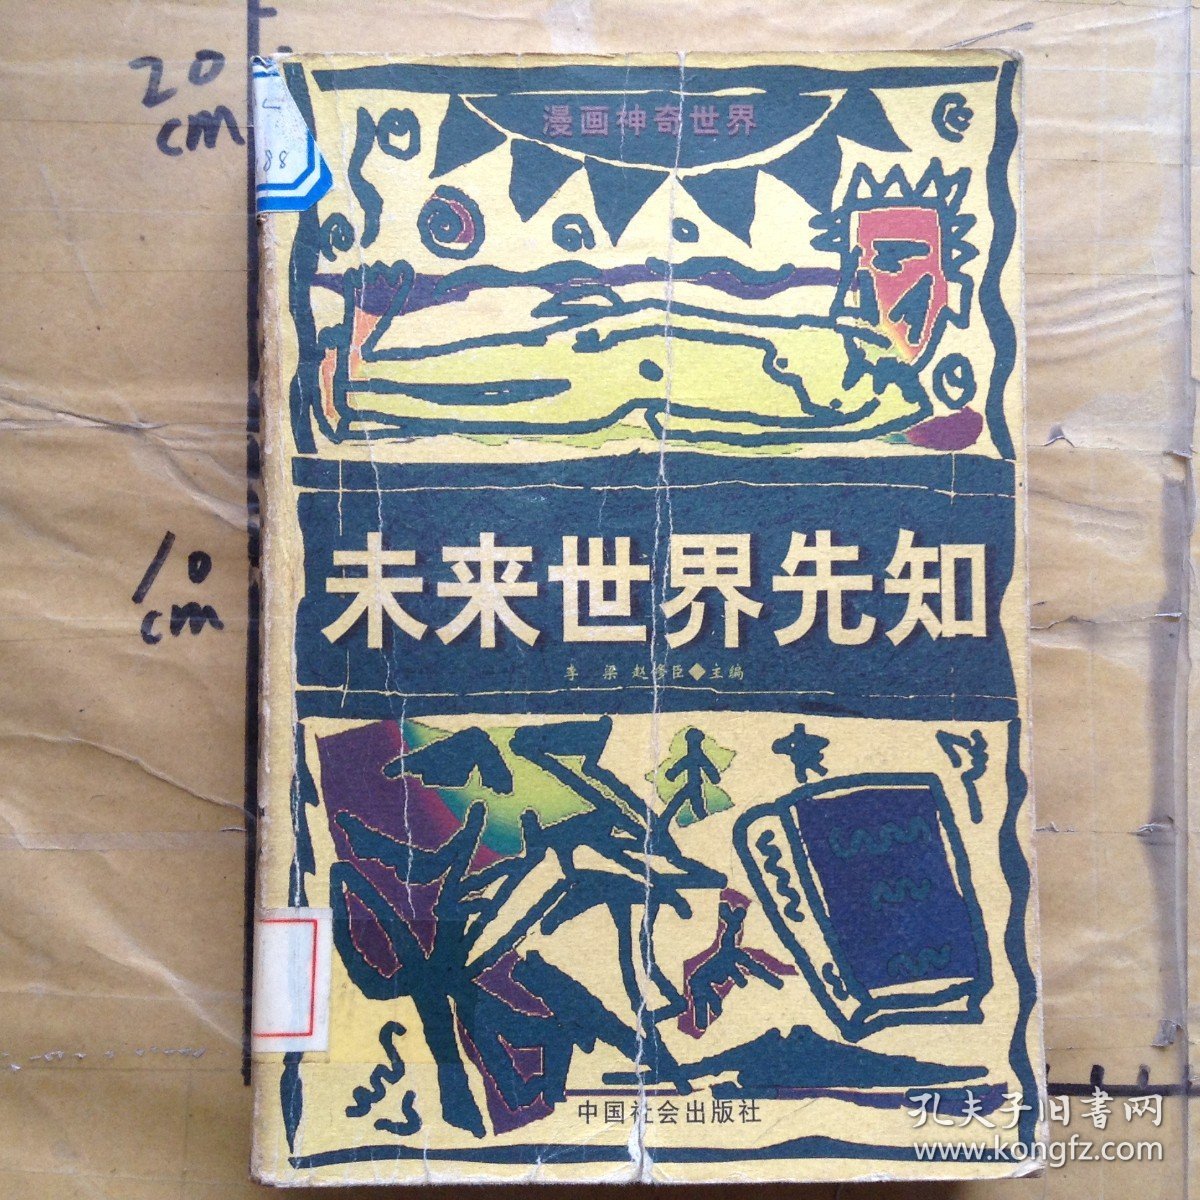 20
cm
88
漫画神奇世界
10
cm
未来世界先知
李 梁 赵修臣◆主编
中国社会出版社
孔夫子旧書网
www.kongfz.com